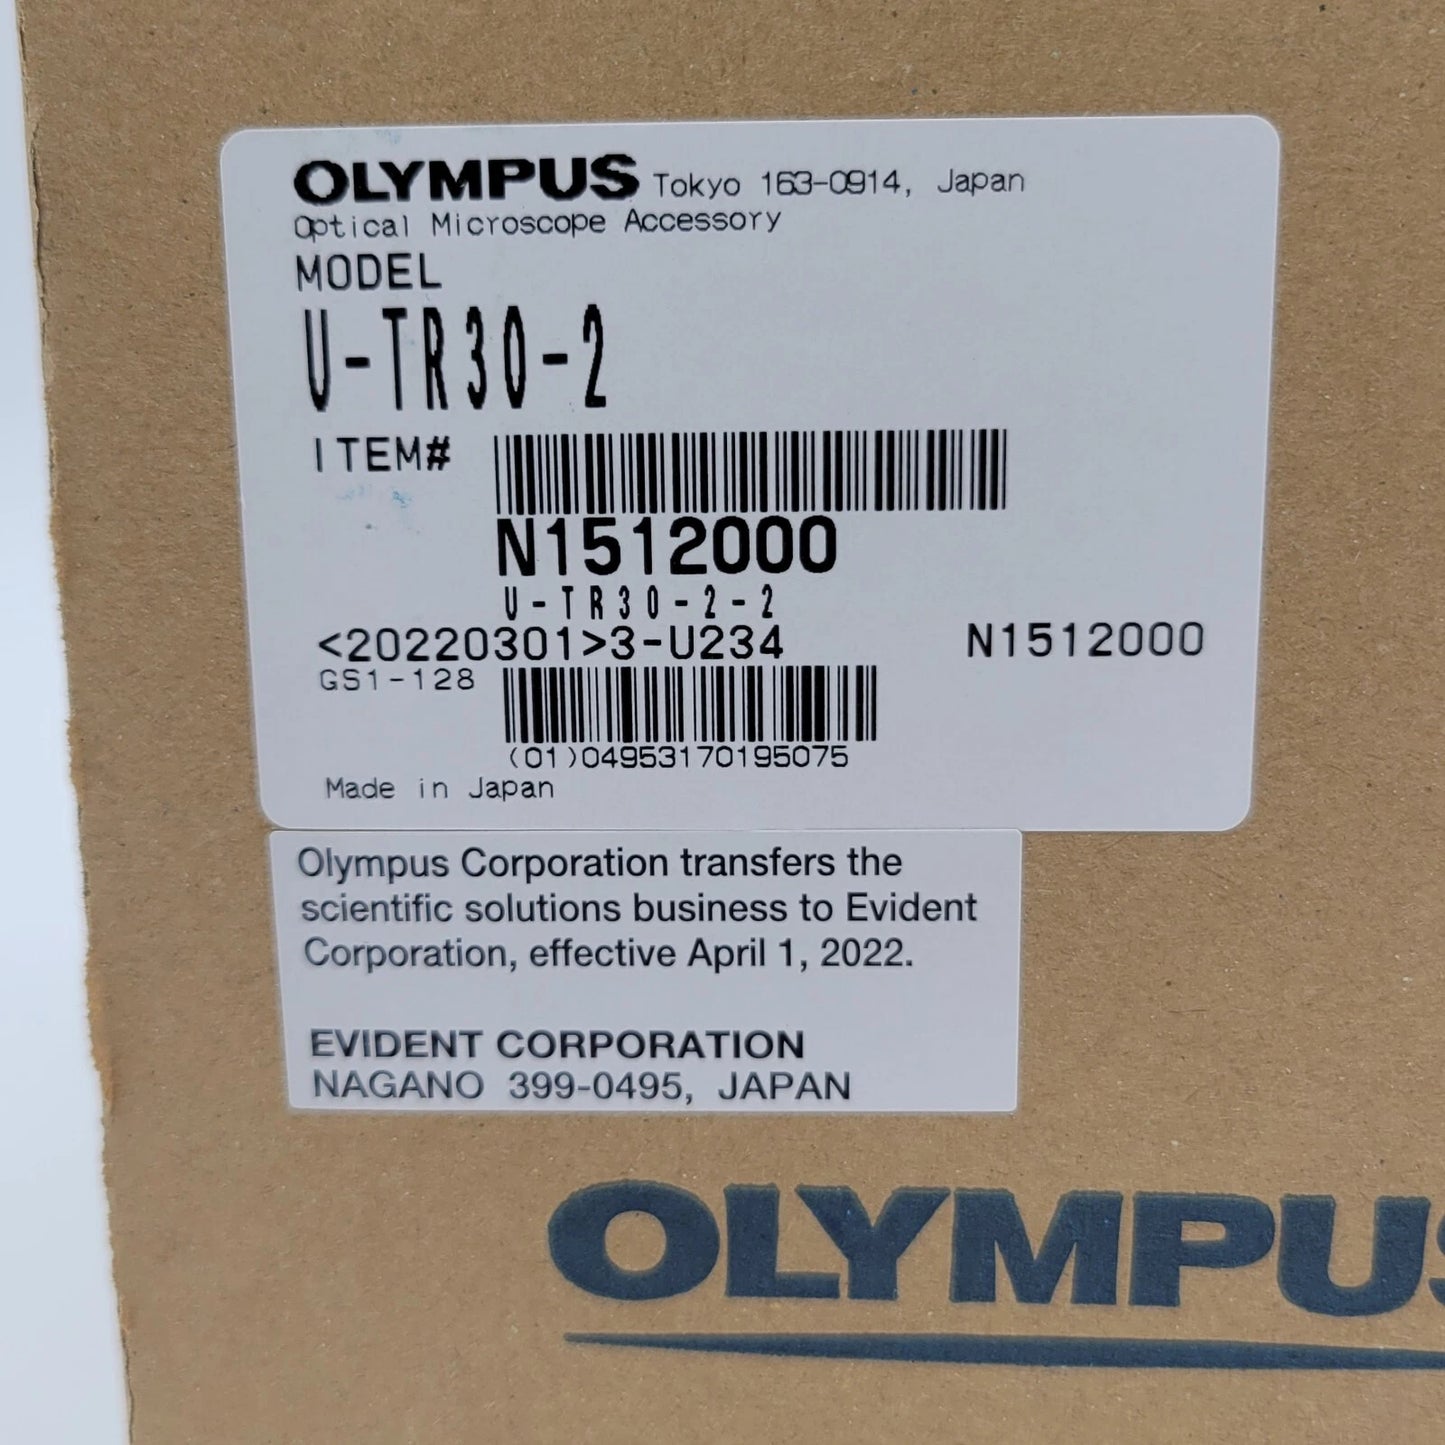 OLYMPUS Tokyo 163-0914, Japan
Optical Microscope Accessory
MODEL
U-TR30-2
ITEM#
N1512000
U-TR30-2-2
<20220301>3-U234 N1512000
GS1-128
(01)04953170195075
Made in Japan
Olympus Corporation transfers the
scientific solutions business to Evident
Corporation, effective April 1, 2022.
EVIDENT CORPORATION
NAGANO 399-0495, JAPAN
OLYMPUS